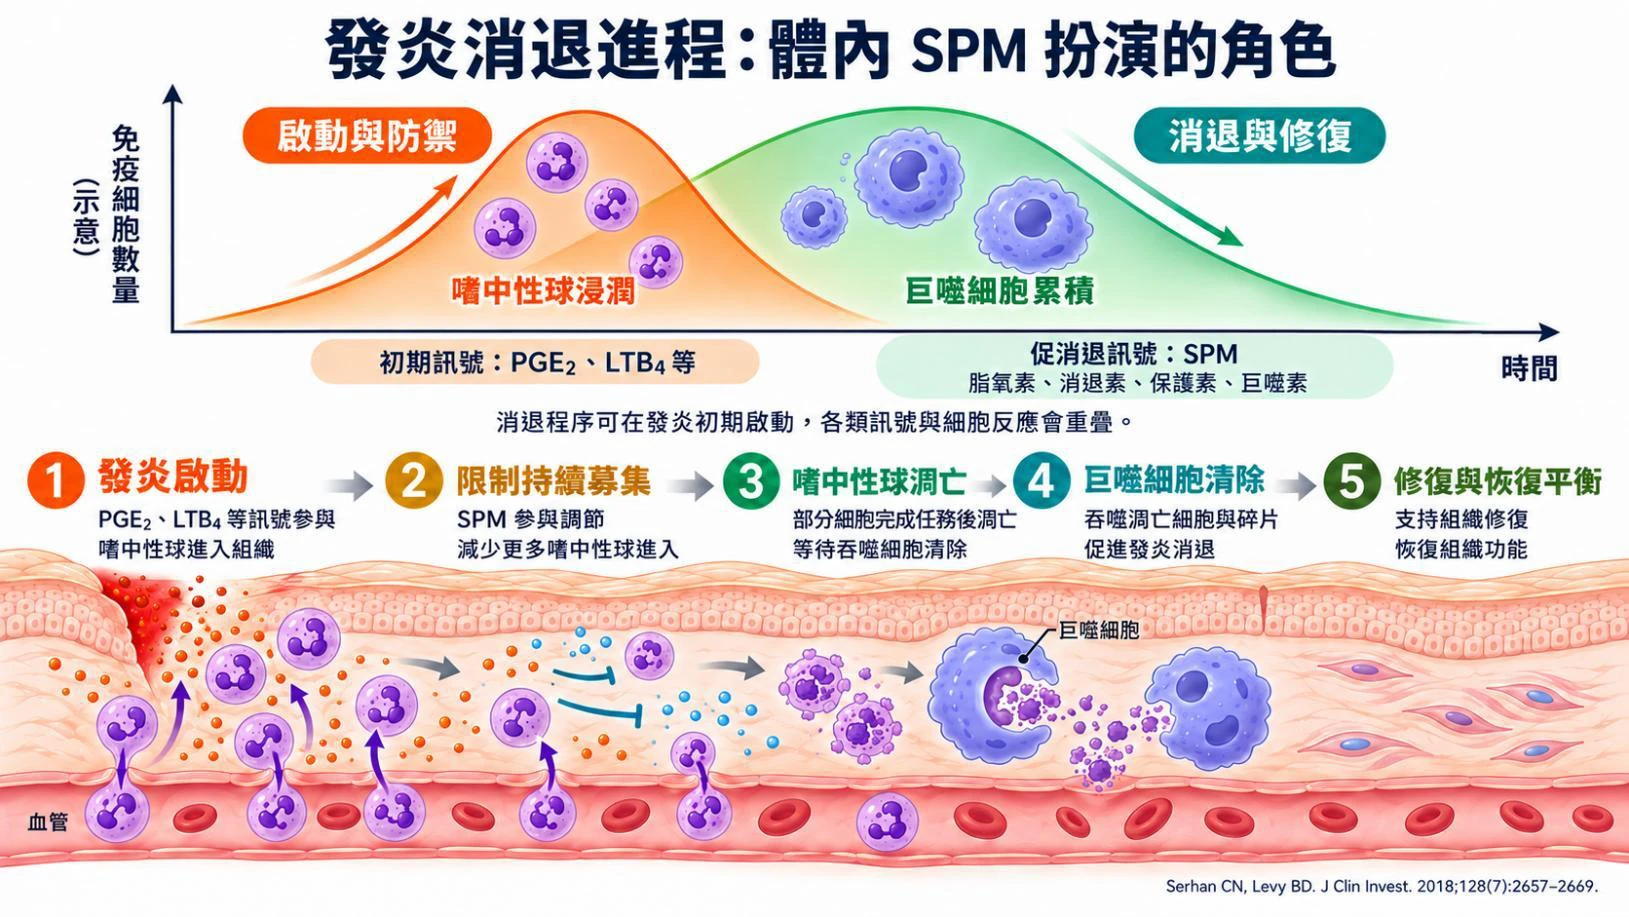 發炎消退進程：體內 SPM 扮演的角色
啟動與防禦
消退與修復
免疫細胞數量
（示意）
嗜中性球浸潤
巨噬細胞累積
初期訊號：PGE₂、LTB₄ 等
促消退訊號：SPM
脂氧素、消退素、保護素、巨噬素
時間
消退程序可在發炎初期啟動，各類訊號與細胞反應會重疊。
1 發炎啟動
PGE₂、LTB₄ 等訊號參與
嗜中性球進入組織
2 限制持續募集
SPM 參與調節
減少更多嗜中性球進入
3 嗜中性球凋亡
部分細胞完成任務後凋亡
等待吞噬細胞清除
4 巨噬細胞清除
吞噬凋亡細胞與碎片
促進發炎消退
5 修復與恢復平衡
支持組織修復
恢復組織功能
巨噬細胞
血管
Serhan CN, Levy BD. J Clin Invest. 2018;128(7):2657–2669.